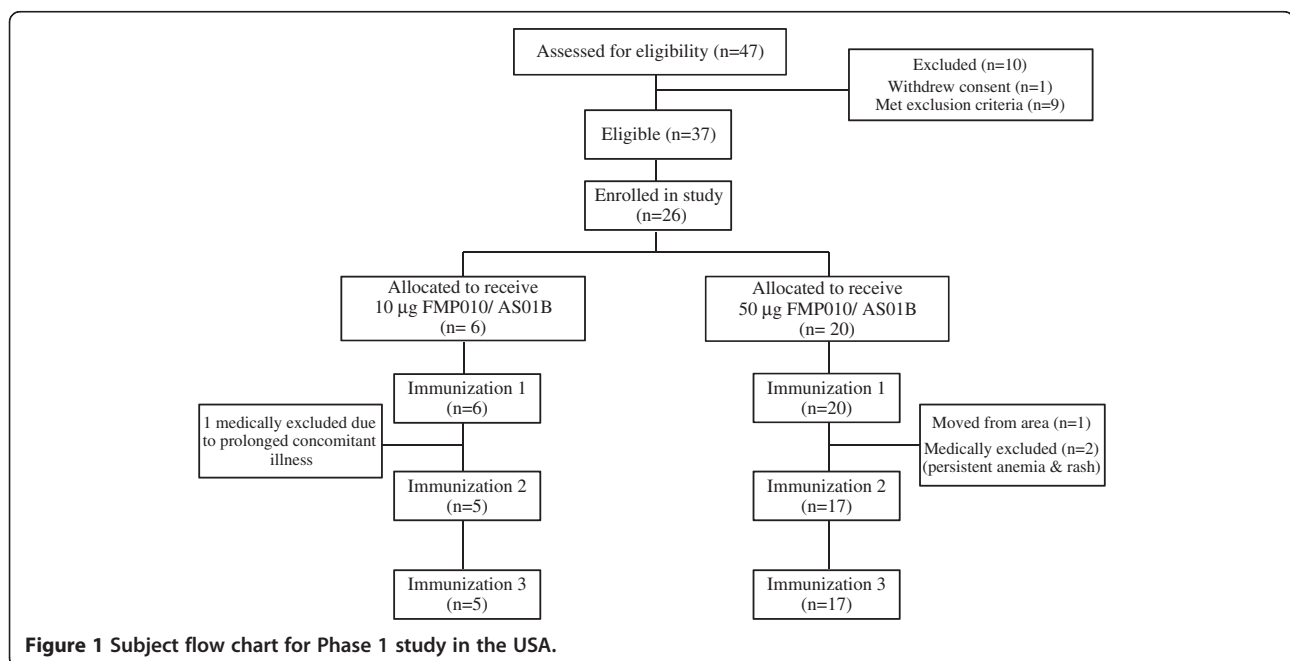 Assessed for eligibility (n=47)
Excluded (n=10)
Withdrew consent (n=1)
Met exclusion criteria (n=9)
Eligible (n=37)
Enrolled in study
(n=26)
Allocated to receive
10 µg FMP010/ AS01B
(n= 6)
Allocated to receive
50 µg FMP010/ AS01B
(n= 20)
Immunization 1
(n=6)
Immunization 1
(n=20)
1 medically excluded due
to prolonged concomitant
illness
Moved from area (n=1)
Medically excluded (n=2)
(persistent anemia & rash)
Immunization 2
(n=5)
Immunization 2
(n=17)
Immunization 3
(n=5)
Immunization 3
(n=17)
Figure 1 Subject flow chart for Phase 1 study in the USA.